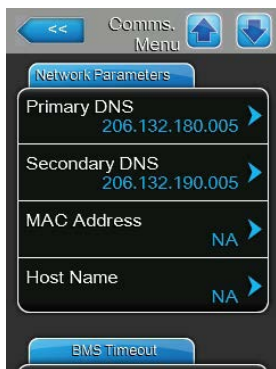 << Comms.
Menu
Network Parameters
Primary DNS
206.132.180.005
Secondary DNS
206.132.190.005
MAC Address
NA
Host Name
NA
BMS Timeout